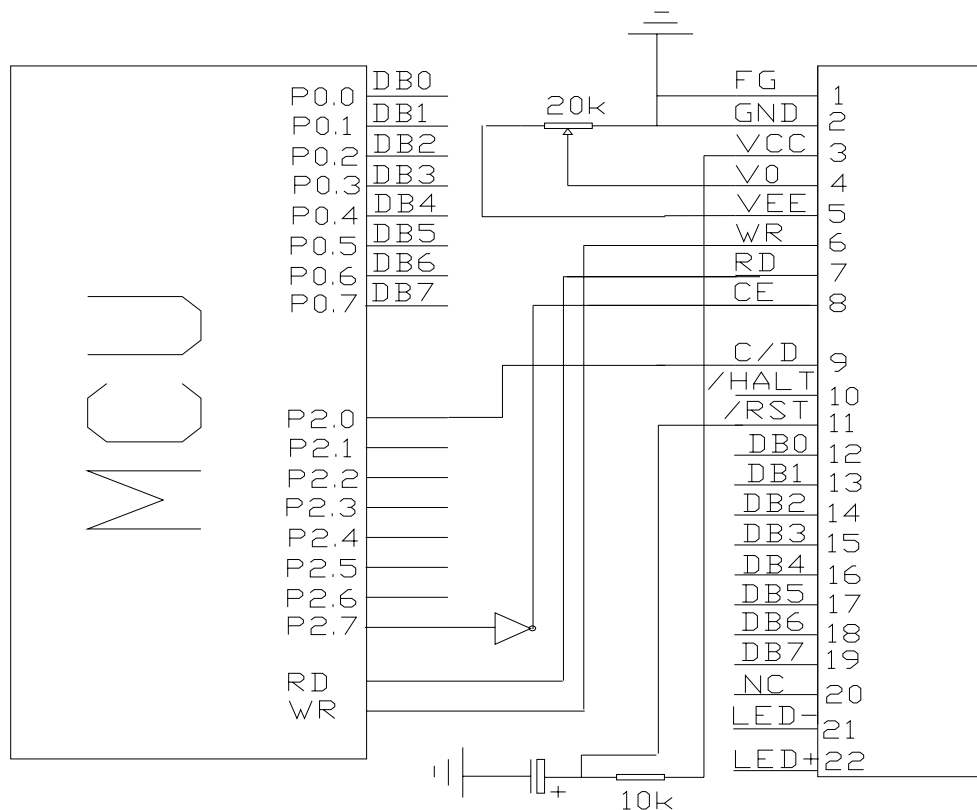 P0.0 DB0
P0.1 DB1
P0.2 DB2
P0.3 DB3
P0.4 DB4
P0.5 DB5
P0.6 DB6
P0.7 DB7
MCU
P2.0
P2.1
P2.2
P2.3
P2.4
P2.5
P2.6
P2.7
RD
WR
20k
+
10k
FG 1
GND 2
VCC 3
V0 4
VEE 5
WR 6
RD 7
CE 8
C/D 9
/HALT 10
/RST 11
DB0 12
DB1 13
DB2 14
DB3 15
DB4 16
DB5 17
DB6 18
DB7 19
NC 20
LED- 21
LED+ 22